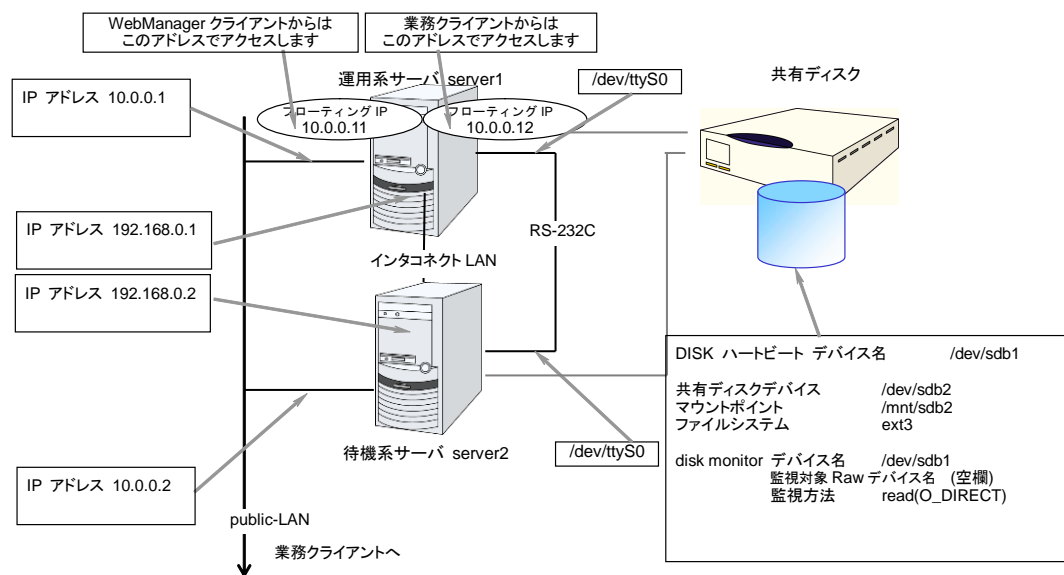 WebManager クライアントからは
このアドレスでアクセスします
業務クライアントからは
このアドレスでアクセスします
運用系サーバ server1
/dev/ttyS0
共有ディスク
IP アドレス 10.0.0.1
フローティング IP
10.0.0.11
フローティング IP
10.0.0.12
IP アドレス 192.168.0.1
RS-232C
インタコネクト LAN
IP アドレス 192.168.0.2
DISK ハートビート デバイス名 /dev/sdb1
共有ディスクデバイス /dev/sdb2
マウントポイント /mnt/sdb2
ファイルシステム ext3
disk monitor デバイス名 /dev/sdb1
監視対象 Raw デバイス名 (空欄)
監視方法 read(O_DIRECT)
待機系サーバ server2
/dev/ttyS0
IP アドレス 10.0.0.2
public-LAN
業務クライアントへ